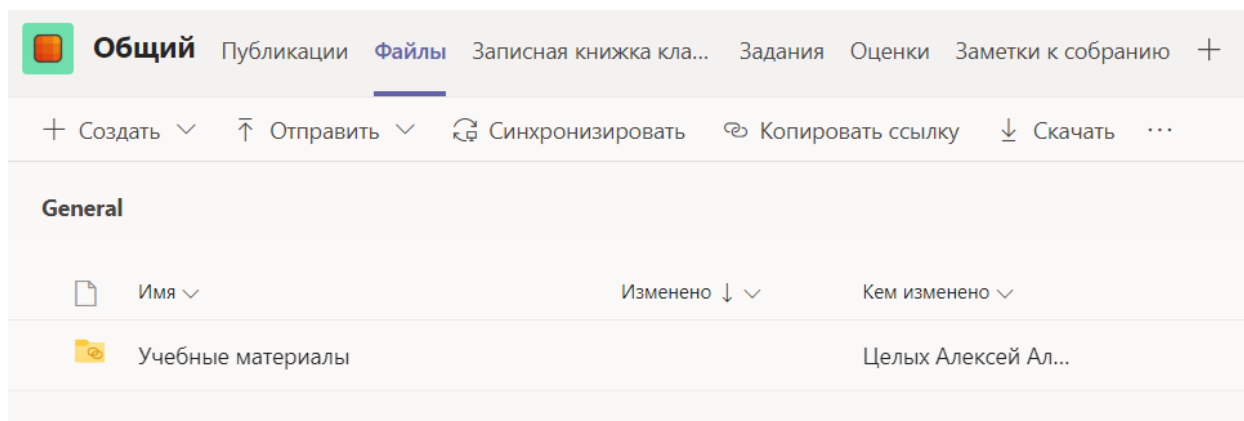 Общий Публикации Файлы Записная книжка кла... Задания Оценки Заметки к собранию +
+ Создать Отправить Синхронизировать Копировать ссылку Скачать ...
General
Имя Изменено ↓ Кем изменено
Учебные материалы Целых Алексей Ал...